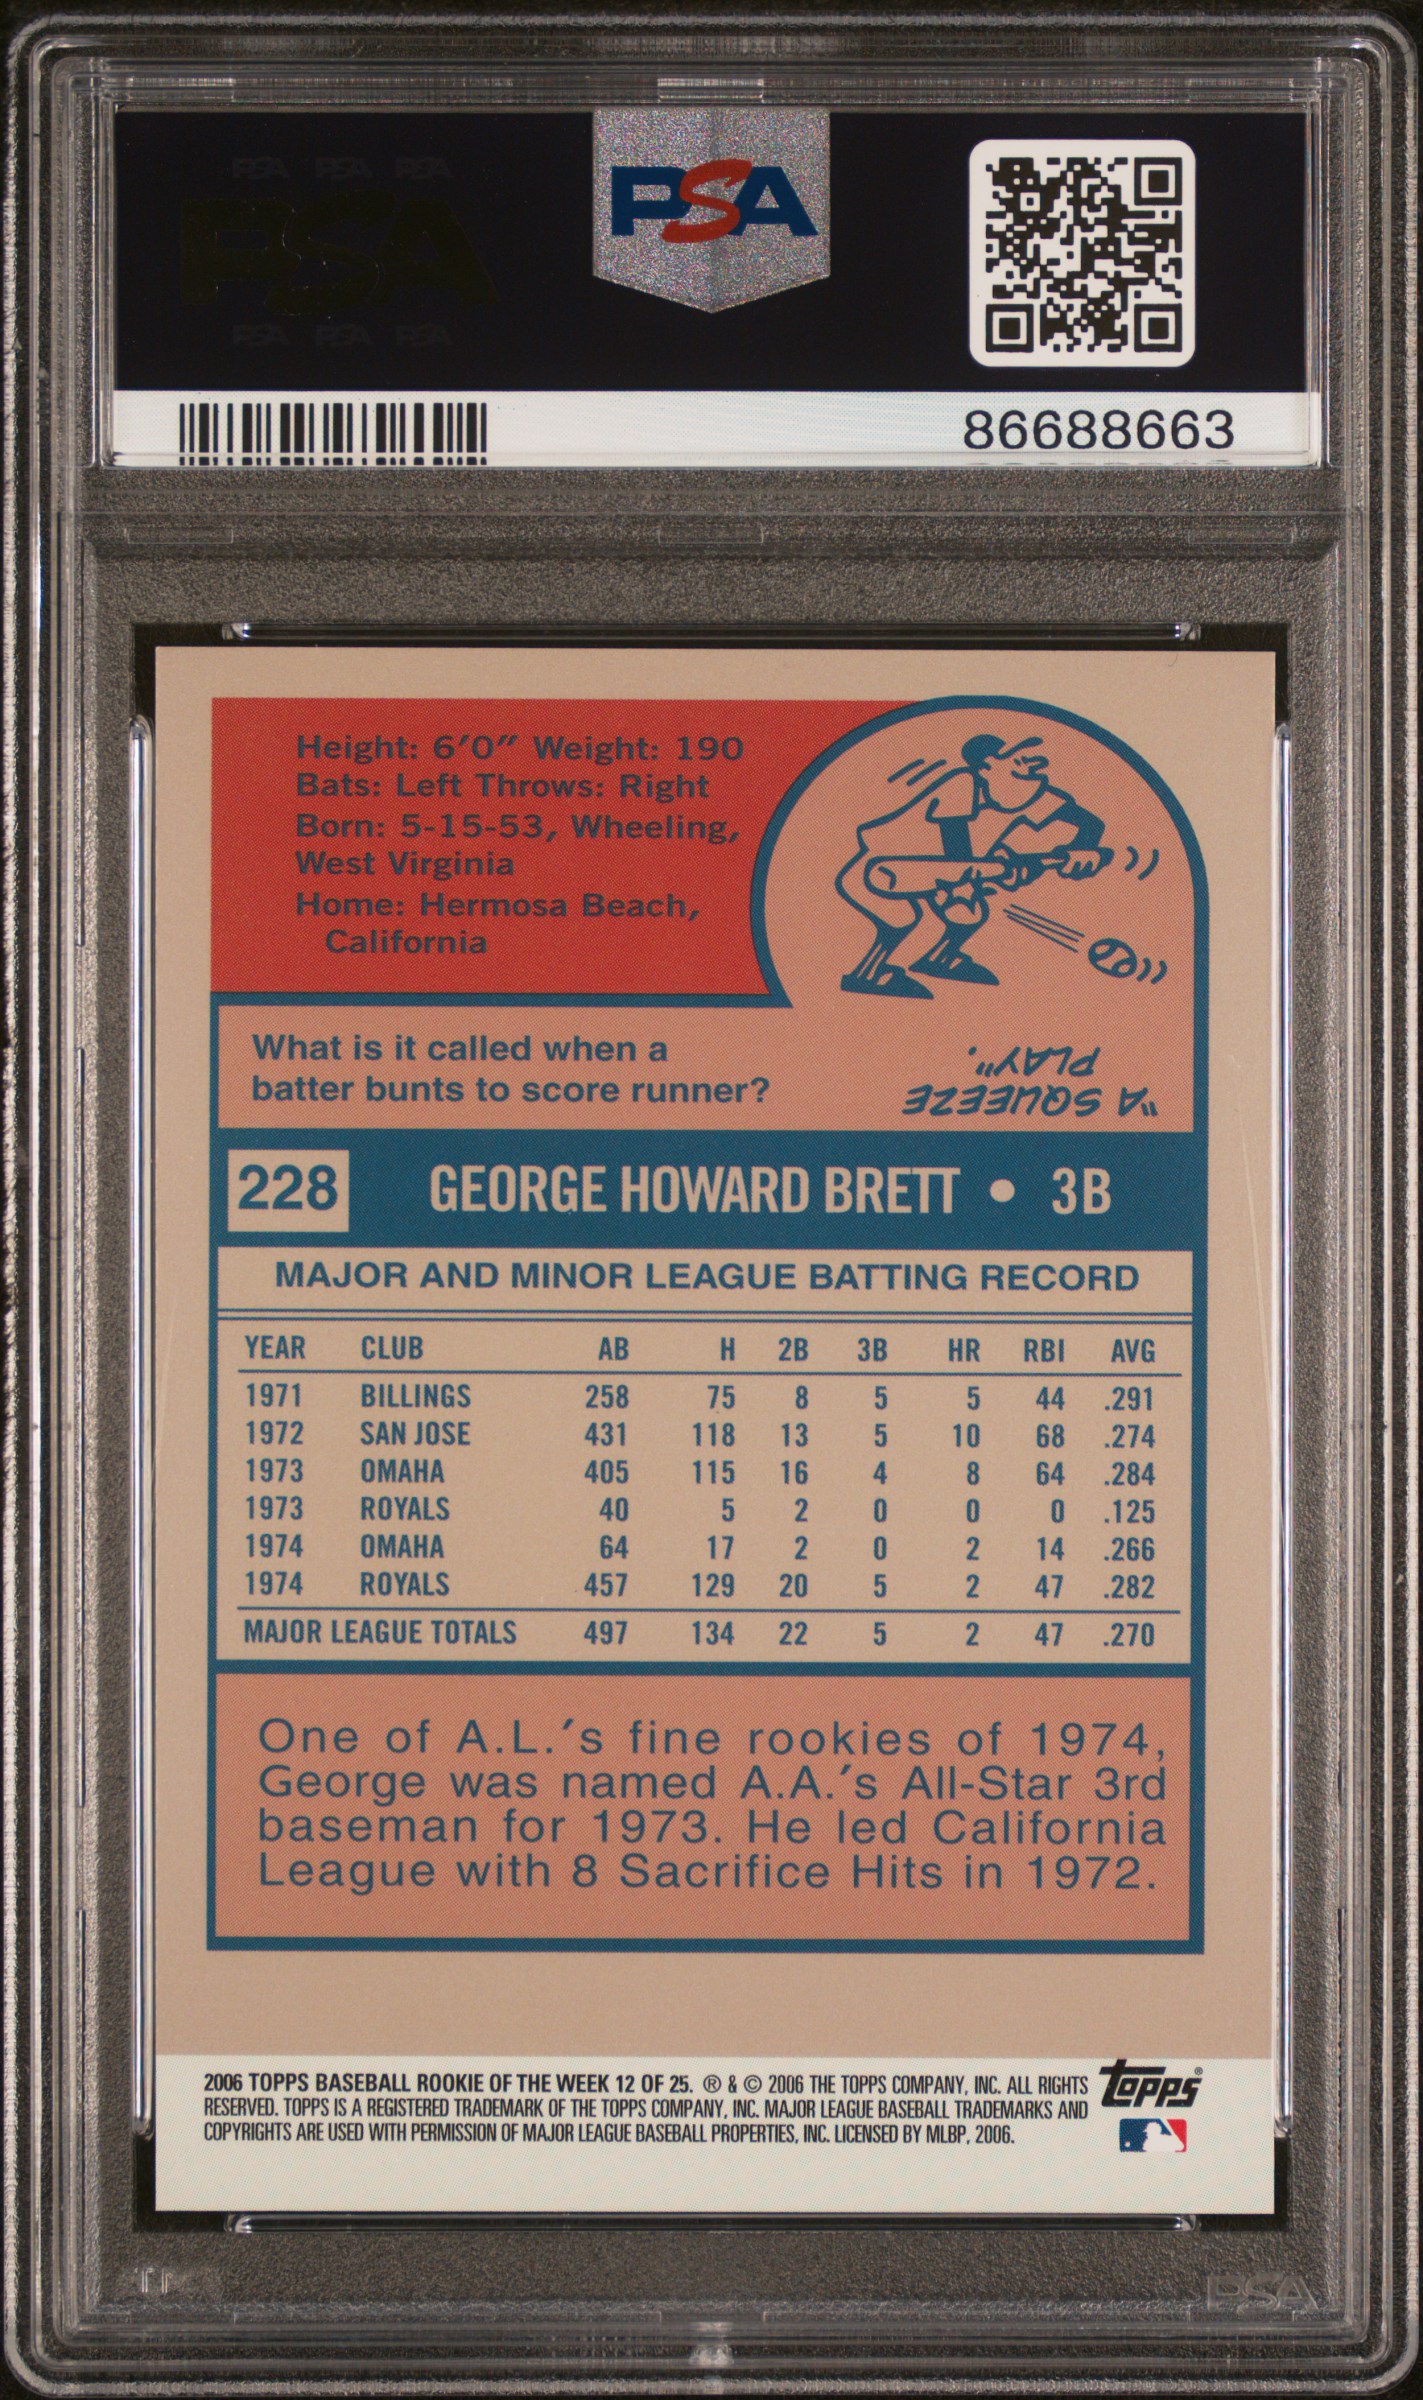 PSA PSA PSA
PSA
PSA PSA PSA
PSA
86688663
Height: 6′0″ Weight: 190
Bats: Left Throws: Right
Born: 5-15-53, Wheeling,
West Virginia
Home: Hermosa Beach,
California
What is it called when a
batter bunts to score runner?
"A SQUEEZE
PLAY".
228 GEORGE HOWARD BRETT • 3B
MAJOR AND MINOR LEAGUE BATTING RECORD
YEAR CLUB AB H 2B 3B HR RBI AVG
1971 BILLINGS 258 75 8 5 5 44 .291
1972 SAN JOSE 431 118 13 5 10 68 .274
1973 OMAHA 405 115 16 4 8 64 .284
1973 ROYALS 40 5 2 0 0 0 .125
1974 OMAHA 64 17 2 0 2 14 .266
1974 ROYALS 457 129 20 5 2 47 .282
MAJOR LEAGUE TOTALS 497 134 22 5 2 47 .270
One of A.L.′s fine rookies of 1974,
George was named A.A.′s All-Star 3rd
baseman for 1973. He led California
League with 8 Sacrifice Hits in 1972.
2006 TOPPS BASEBALL ROOKIE OF THE WEEK 12 OF 25. ® & © 2006 THE TOPPS COMPANY, INC. ALL RIGHTS
RESERVED. TOPPS IS A REGISTERED TRADEMARK OF THE TOPPS COMPANY, INC. MAJOR LEAGUE BASEBALL TRADEMARKS AND
COPYRIGHTS ARE USED WITH PERMISSION OF MAJOR LEAGUE BASEBALL PROPERTIES, INC. LICENSED BY MLBP, 2006.
Topps®
PSA